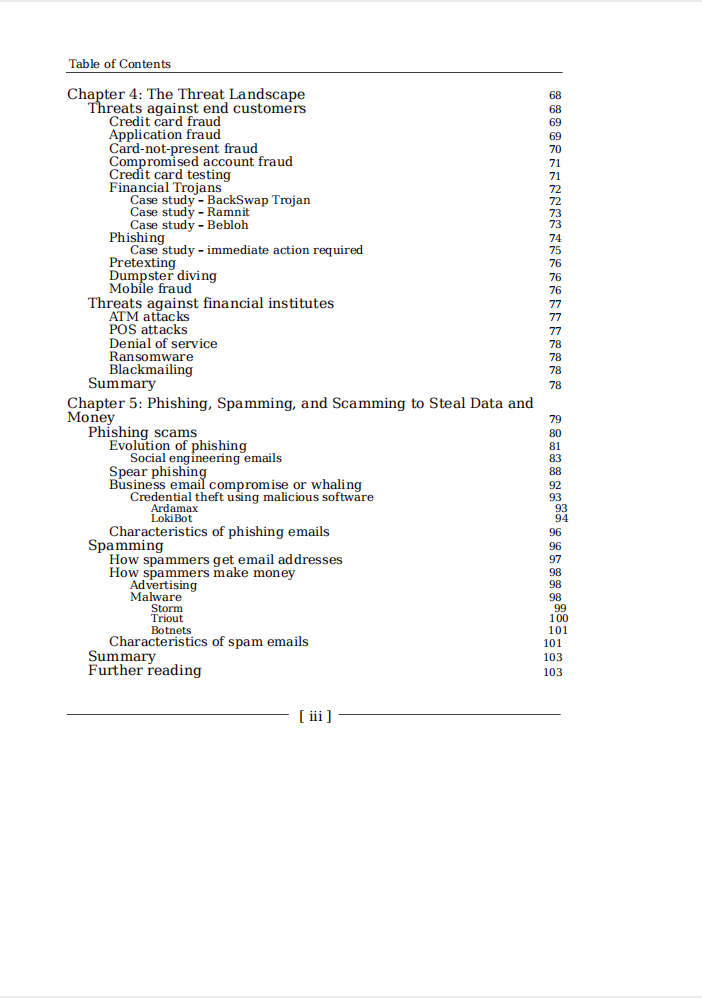 Table of Contents
Chapter 4: The Threat Landscape 68
Threats against end customers 68
Credit card fraud 69
Application fraud 69
Card-not-present fraud 70
Compromised account fraud 71
Credit card testing 71
Financial Trojans 72
Case study – BackSwap Trojan 72
Case study – Ramnit 73
Case study – Bebloh 73
Phishing 74
Case study – immediate action required 75
Pretexting 76
Dumpster diving 76
Mobile fraud 76
Threats against financial institutes 77
ATM attacks 77
POS attacks 77
Denial of service 78
Ransomware 78
Blackmailing 78
Summary 78
Chapter 5: Phishing, Spamming, and Scamming to Steal Data and
Money 79
Phishing scams 80
Evolution of phishing 81
Social engineering emails 83
Spear phishing 88
Business email compromise or whaling 92
Credential theft using malicious software 93
Ardamax 93
LokiBot 94
Characteristics of phishing emails 96
Spamming 96
How spammers get email addresses 97
How spammers make money 98
Advertising 98
Malware 98
Storm 99
Triout 100
Botnets 101
Characteristics of spam emails 101
Summary 103
Further reading 103
[ iii ]